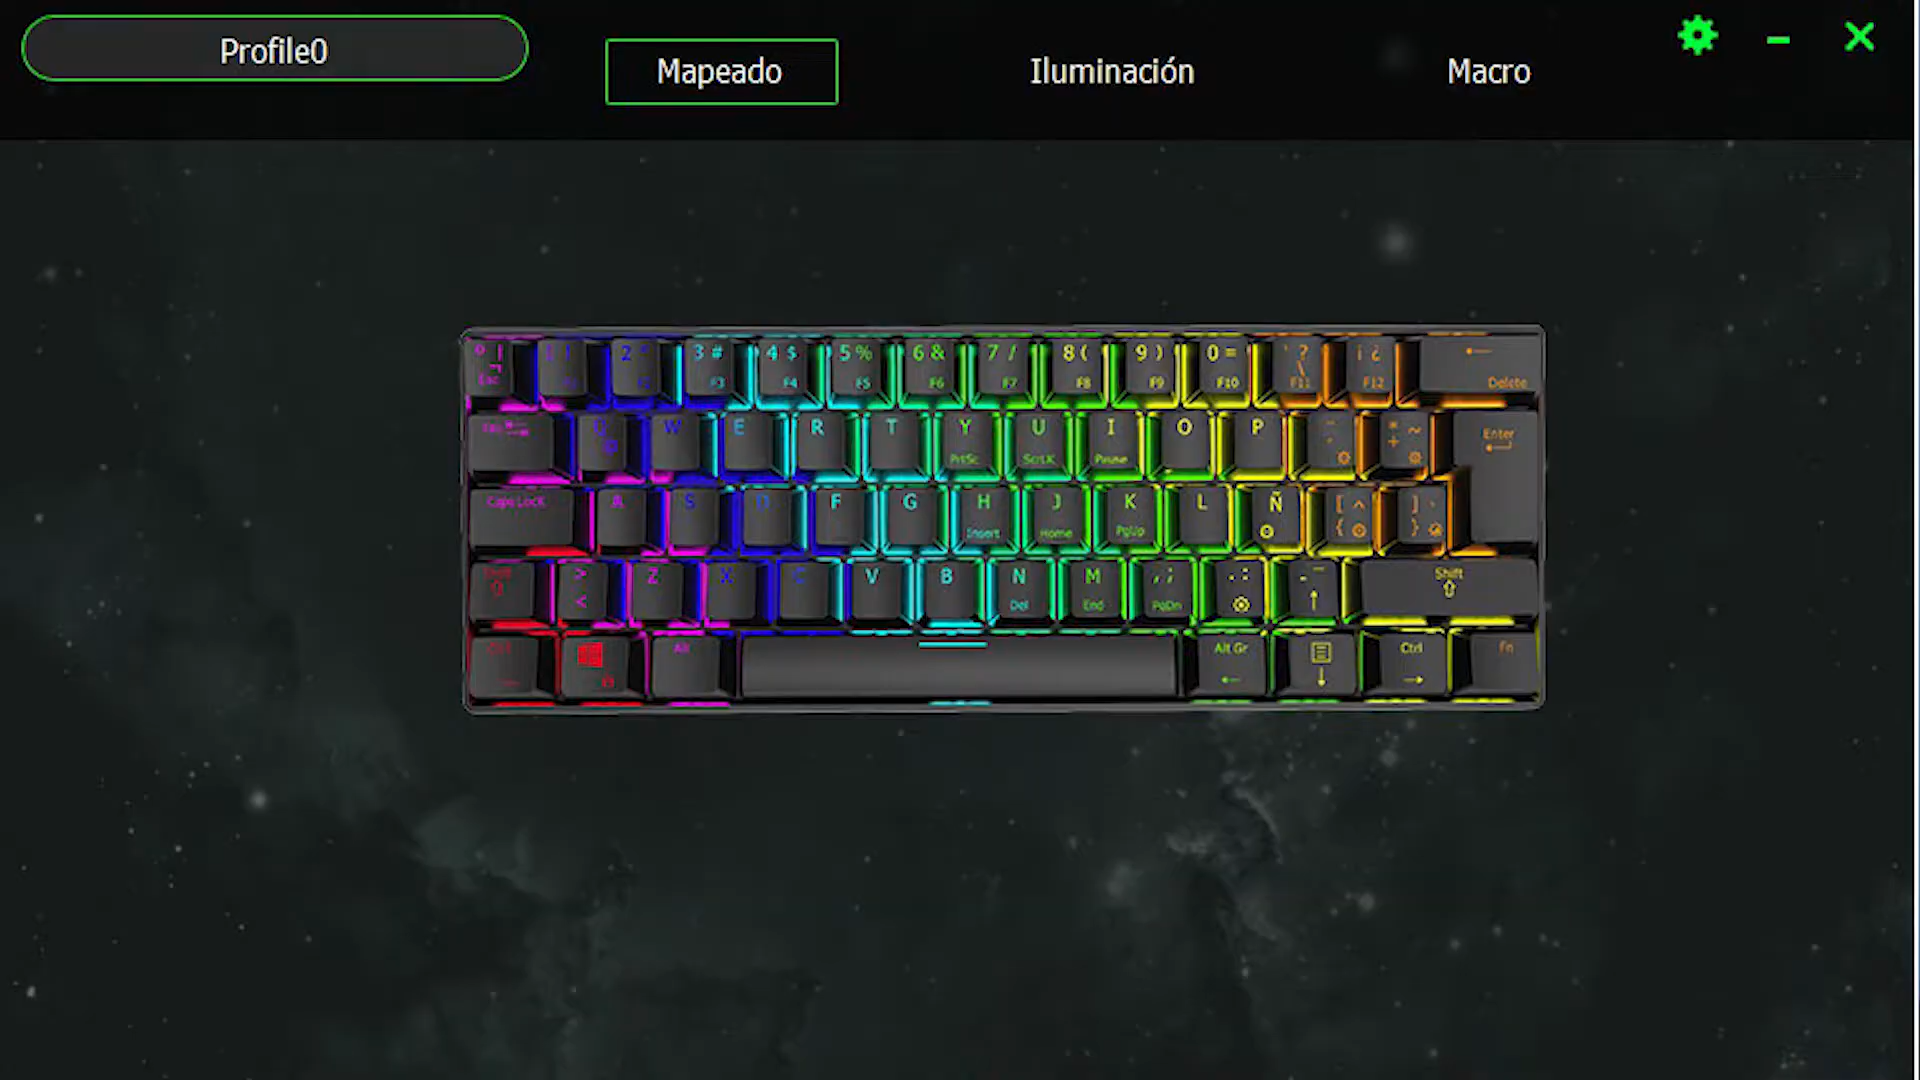 Profile0
Mapeado
Iluminación
Macro
Esc 3 # F3 4 $ F4 5 % F5 6 & F6 7 / F7 8 ( F8 9 ) F9 0 = F10 ' ? \ F11 ¡ ¿ F12 Delete
Q W E R T Y PrtSc U ScrLK I Pause O P * ~ + Enter
Caps Lock A S D F G H Insert J Home K PgUp L Ñ [ ^ { ] }
Shift > < Z X C V B N Del M End , ; PgDn . : Shift
Ctrl Alt Alt Gr Ctrl Fn